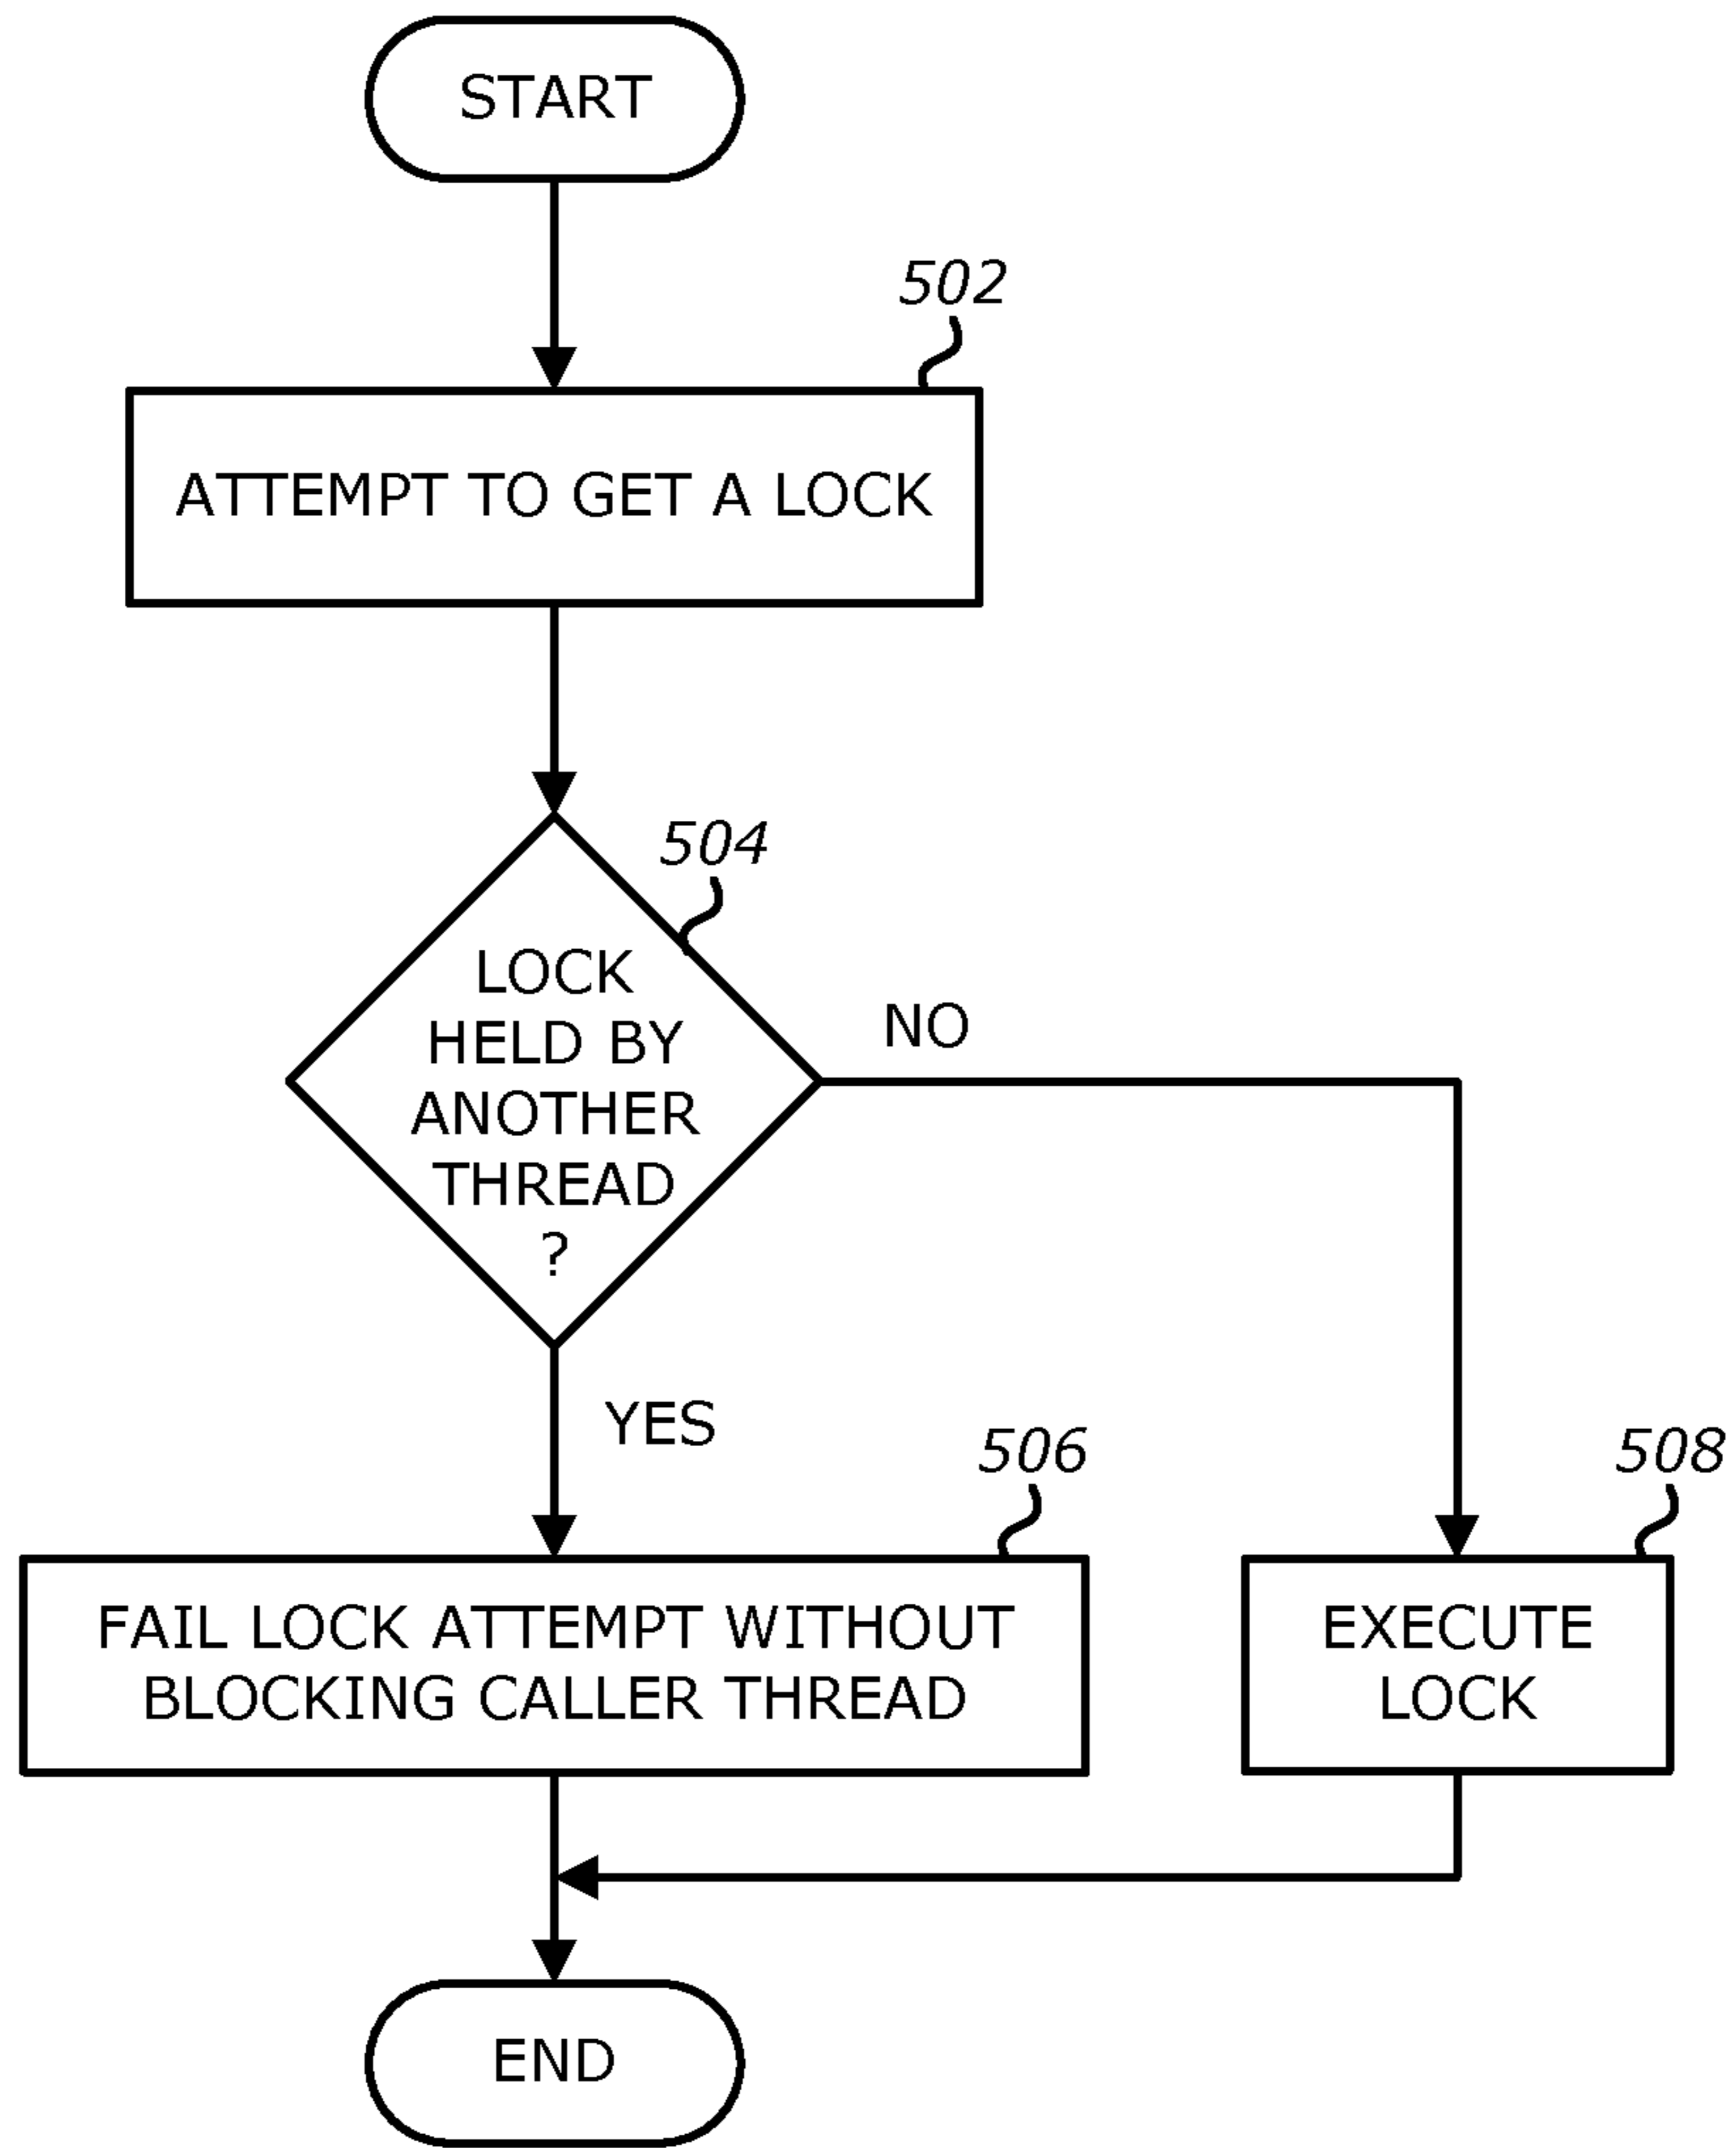 START
502
ATTEMPT TO GET A LOCK
504
LOCK
HELD BY
ANOTHER
THREAD
?
NO
YES
506
FAIL LOCK ATTEMPT WITHOUT
BLOCKING CALLER THREAD
508
EXECUTE
LOCK
END